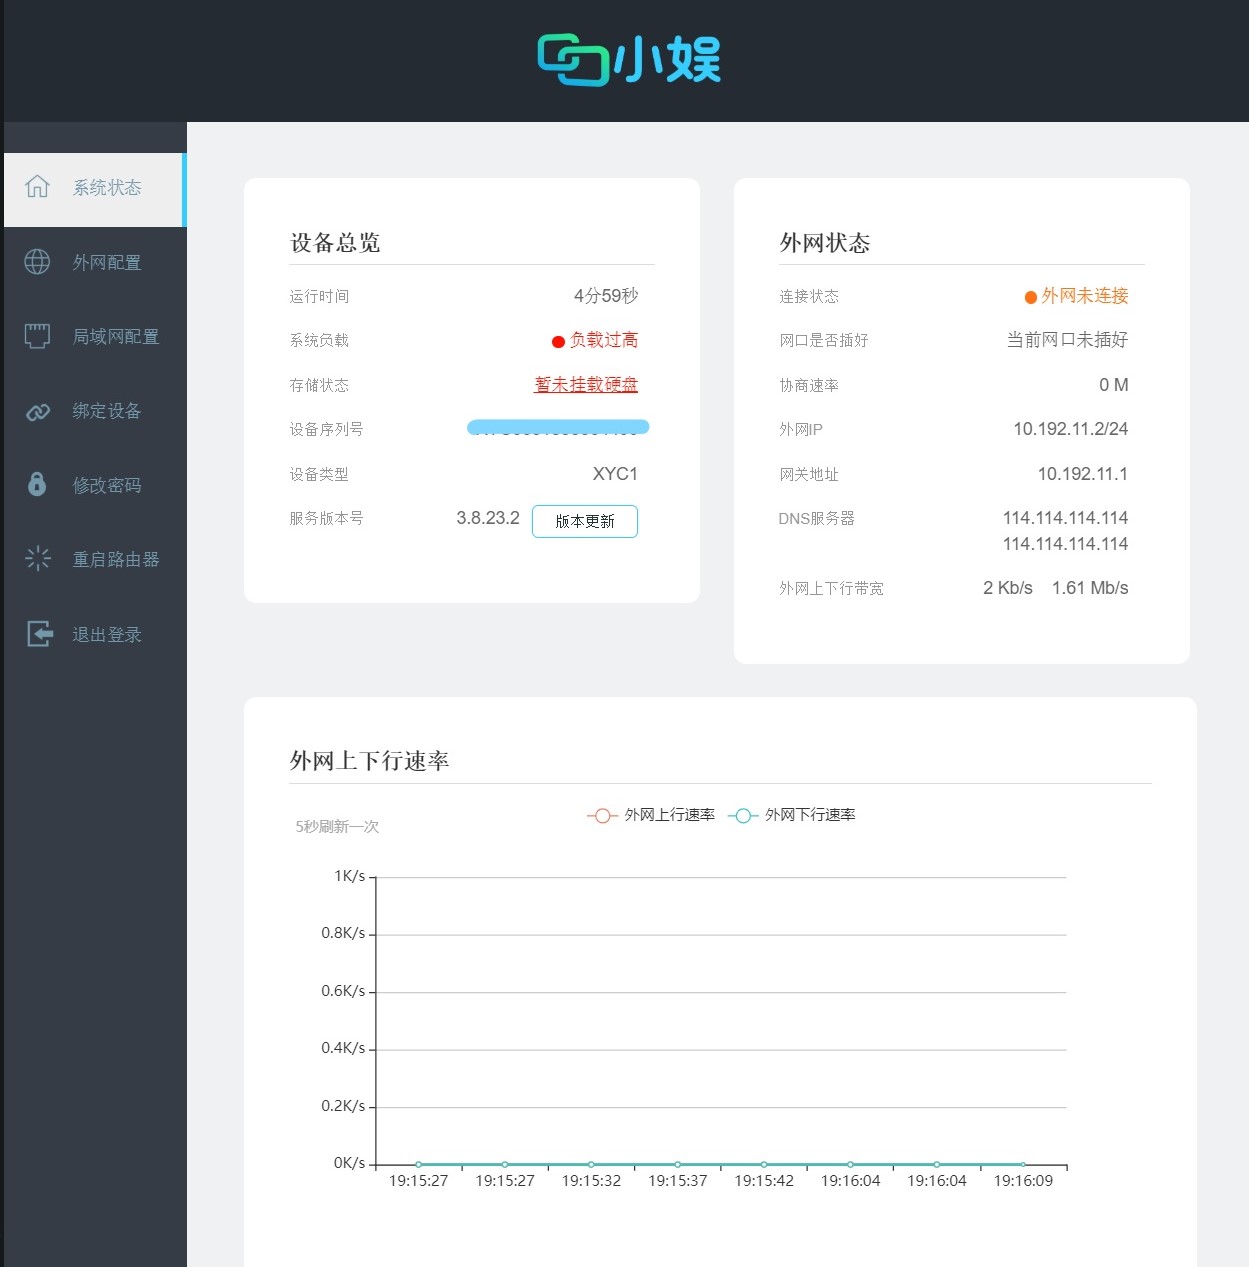 小娱
系统状态
外网配置
局域网配置
绑定设备
修改密码
重启路由器
退出登录
设备总览
运行时间 4分59秒
系统负载 负载过高
存储状态 暂未挂载硬盘
设备序列号
设备类型 XYC1
服务版本号 3.8.23.2 版本更新
外网状态
连接状态 外网未连接
网口是否插好 当前网口未插好
协商速率 0 M
外网IP 10.192.11.2/24
网关地址 10.192.11.1
DNS服务器 114.114.114.114
114.114.114.114
外网上下行带宽 2 Kb/s 1.61 Mb/s
外网上下行速率
5秒刷新一次
外网上行速率 外网下行速率
1K/s
0.8K/s
0.6K/s
0.4K/s
0.2K/s
0K/s
19:15:27 19:15:27 19:15:32 19:15:37 19:15:42 19:16:04 19:16:04 19:16:09